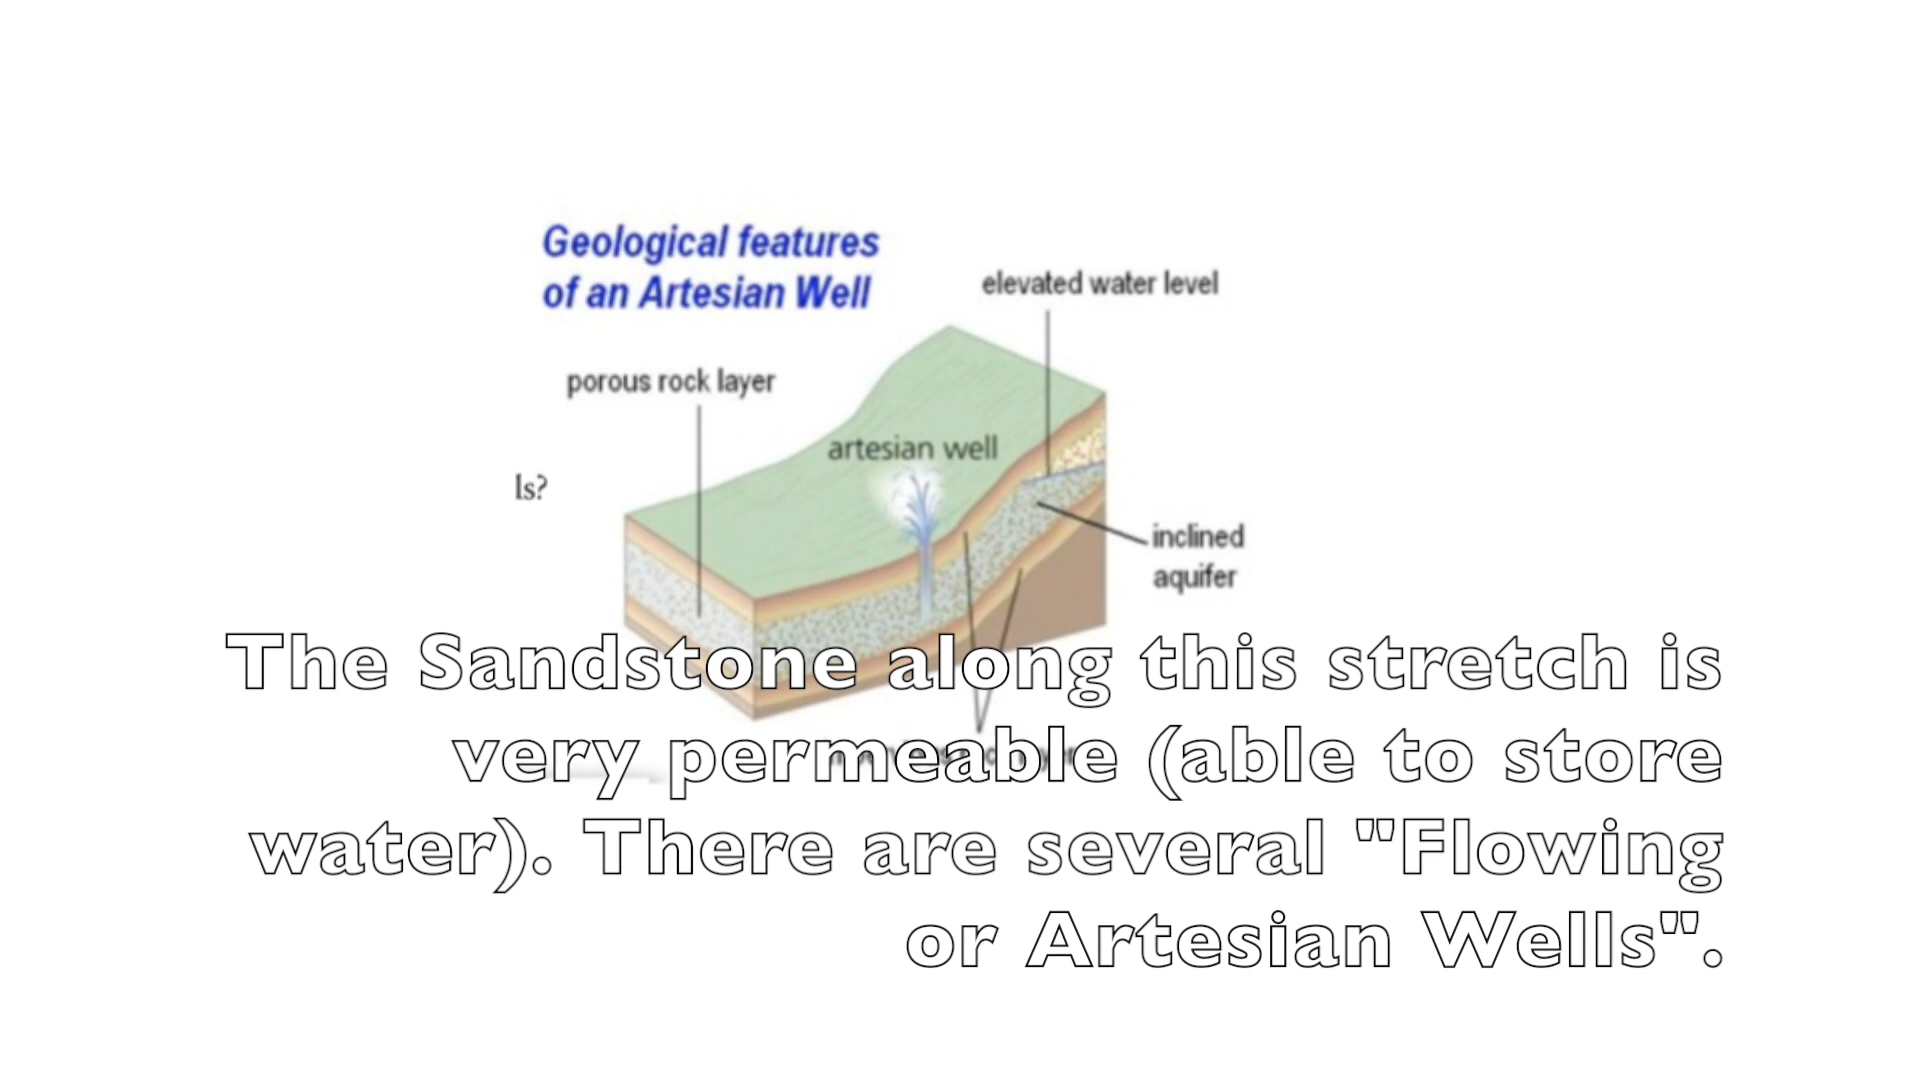 Geological features
of an Artesian Well
elevated water level
porous rock layer
artesian well
ls?
inclined
aquifer
The Sandstone along this stretch is
very permeable (able to store
water). There are several "Flowing
or Artesian Wells".